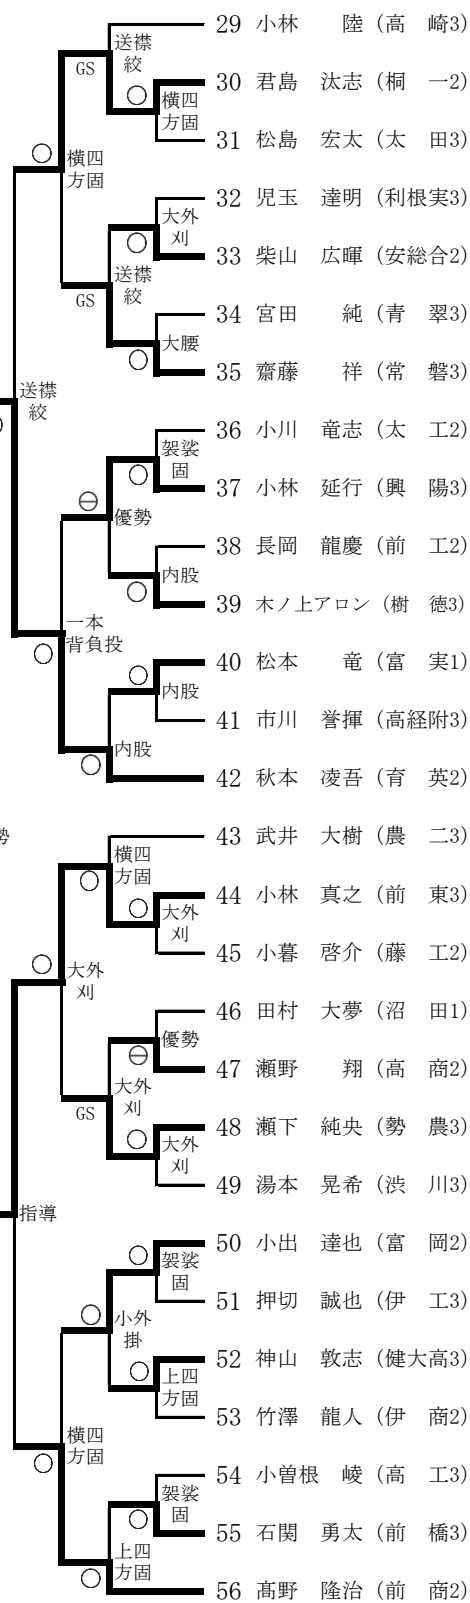 29 小林　　陸（高　崎3）
送襟
絞
GS
30 君島　汰志（桐　一2）
横四
方固
31 松島　宏太（太　田3）
横四
方固
32 児玉　達明（利根実3）
大外
刈
33 柴山　広暉（安総合2）
送襟
絞
GS
34 宮田　　純（青　翠3）
大腰
35 齋藤　　祥（常　磐3）
送襟
絞
36 小川　竜志（太　工2）
袈裟
固
37 小林　延行（興　陽3）
優勢
38 長岡　龍慶（前　工2）
内股
39 木ノ上アロン（樹　徳3）
一本
背負投
40 松本　　竜（富　実1）
内股
41 市川　誉揮（高経附3）
内股
42 秋本　凌吾（育　英2）
勢
43 武井　大樹（農　二3）
横四
方固
44 小林　真之（前　東3）
大外
刈
45 小暮　啓介（藤　工2）
大外
刈
46 田村　大夢（沼　田1）
優勢
47 瀬野　　翔（高　商2）
大外
刈
GS
48 瀬下　純央（勢　農3）
大外
刈
49 湯本　晃希（渋　川3）
指導
50 小出　達也（富　岡2）
袈裟
固
51 押切　誠也（伊　工3）
小外
掛
52 神山　敦志（健大高3）
上四
方固
53 竹澤　龍人（伊　商2）
横四
方固
54 小曽根　崚（高　工3）
袈裟
固
55 石関　勇太（前　橋3）
上四
方固
56 髙野　隆治（前　商2）